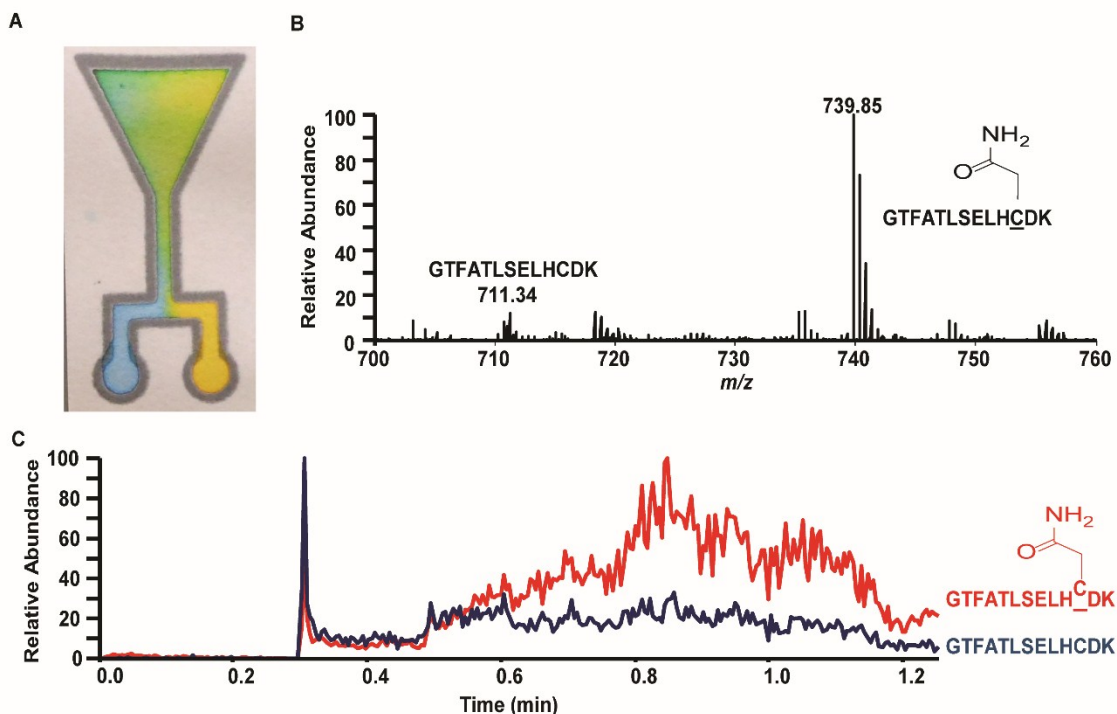 A
B
Relative Abundance
100
80
60
40
20
0
739.85
NH2
O
GTFATLSELHCDK
GTFATLSELHCDK
711.34
700
710
720
730
740
750
760
m/z
C
Relative Abundance
100
80
60
40
20
0
0.0
0.2
0.4
0.6
0.8
1.0
1.2
Time (min)
NH2
O
GTFATLSELHCDK
GTFATLSELHCDK